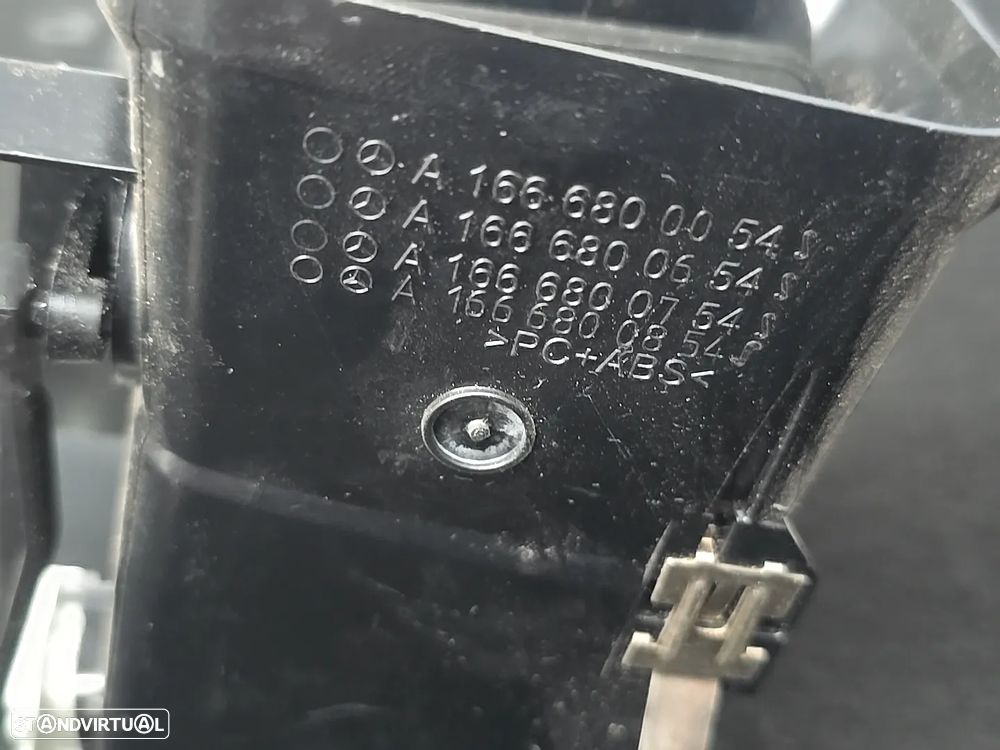 A 166 680 00 54 S
A 166 680 06 54 S
A 166 680 07 54 S
A 166 680 08 54 S
>PC+ABS<
STANDVIRTUAL